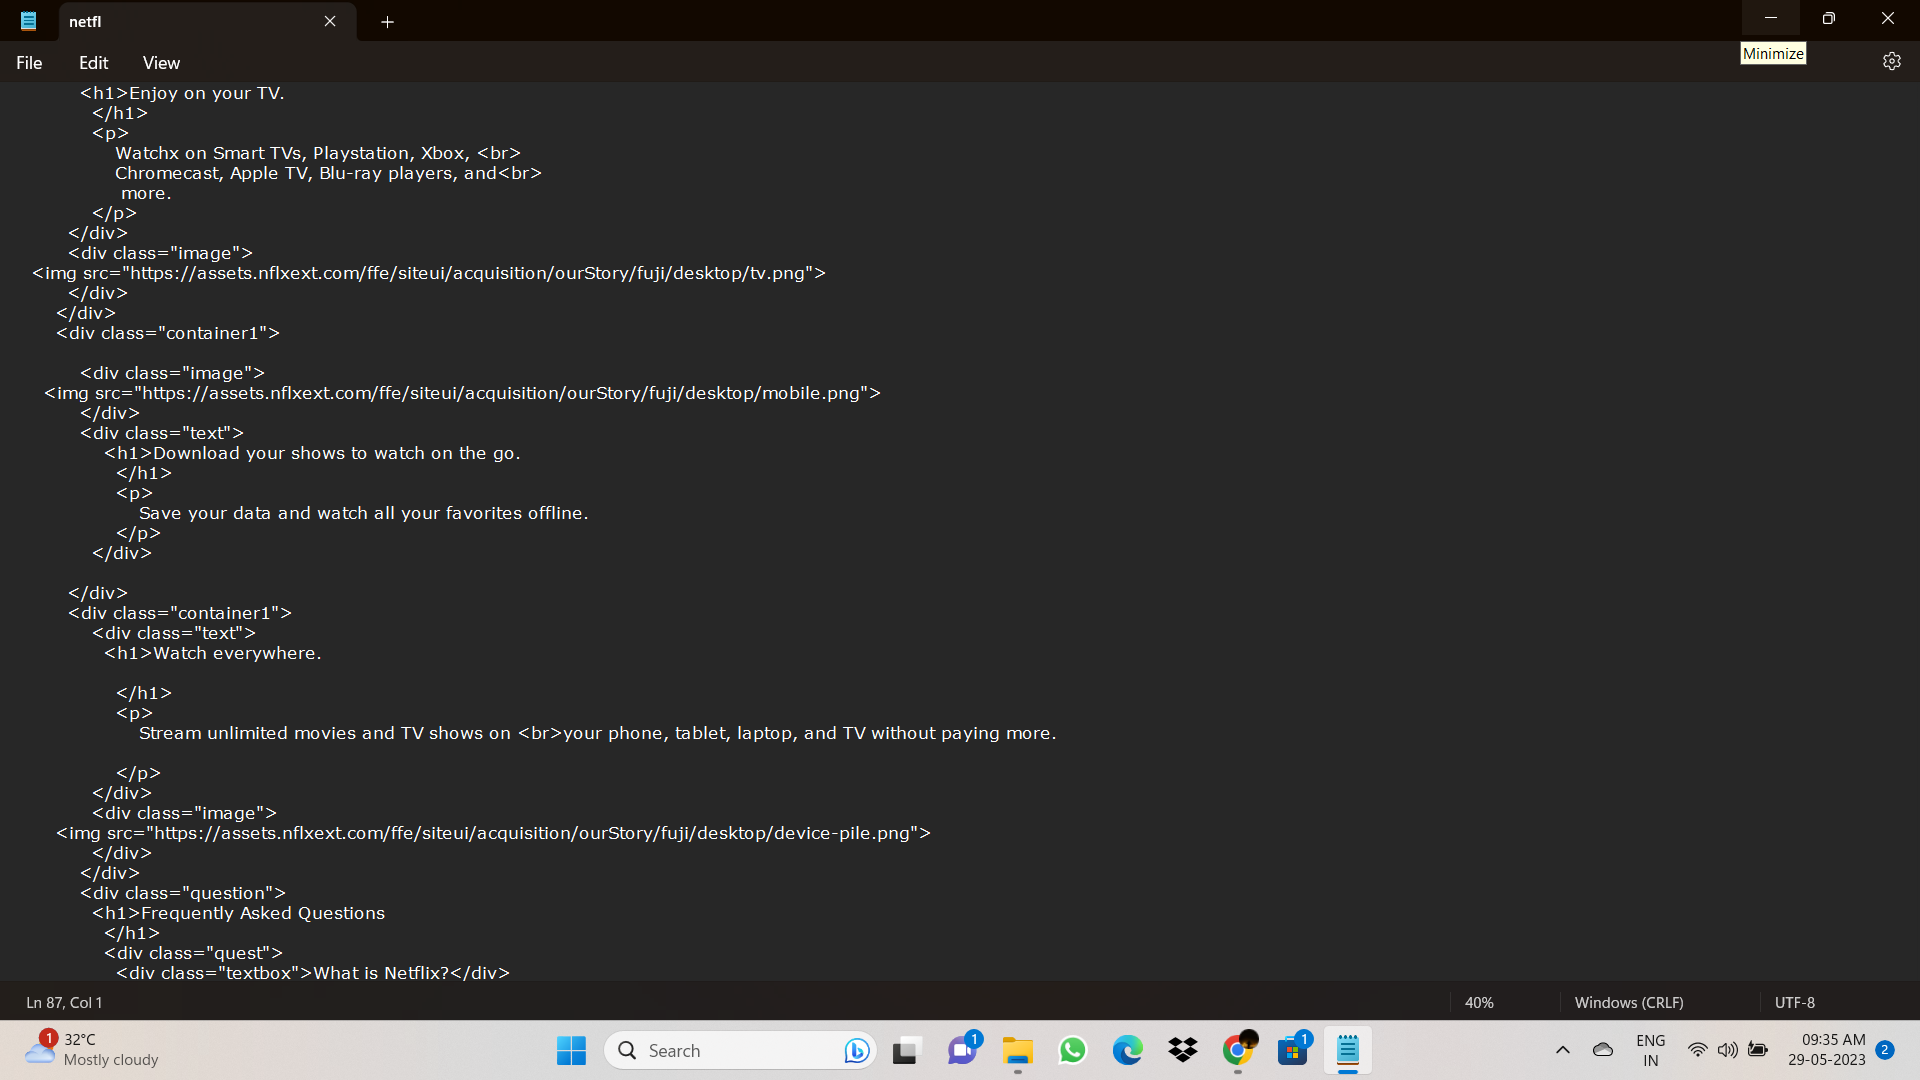 netfl
File Edit View
Minimize
<h1>Enjoy on your TV.
</h1>
<p>
Watchx on Smart TVs, Playstation, Xbox, <br>
Chromecast, Apple TV, Blu-ray players, and<br>
more.
</p>
</div>
<div class="image">
<img src="https://assets.nflxext.com/ffe/siteui/acquisition/ourStory/fuji/desktop/tv.png">
</div>
</div>
<div class="container1">
<div class="image">
<img src="https://assets.nflxext.com/ffe/siteui/acquisition/ourStory/fuji/desktop/mobile.png">
</div>
<div class="text">
<h1>Download your shows to watch on the go.
</h1>
<p>
Save your data and watch all your favorites offline.
</p>
</div>
</div>
<div class="container1">
<div class="text">
<h1>Watch everywhere.
</h1>
<p>
Stream unlimited movies and TV shows on <br>your phone, tablet, laptop, and TV without paying more.
</p>
</div>
<div class="image">
<img src="https://assets.nflxext.com/ffe/siteui/acquisition/ourStory/fuji/desktop/device-pile.png">
</div>
</div>
<div class="question">
<h1>Frequently Asked Questions
</h1>
<div class="quest">
<div class="textbox">What is Netflix?</div>
Ln 87, Col 1 40% Windows (CRLF) UTF-8
1 32°C
Mostly cloudy
Search
1
1
ENG
IN
09:35 AM
29-05-2023
2